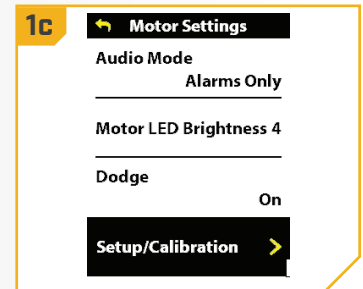 1c
Motor Settings
Audio Mode
Alarms Only
Motor LED Brightness 4
Dodge
On
Setup/Calibration